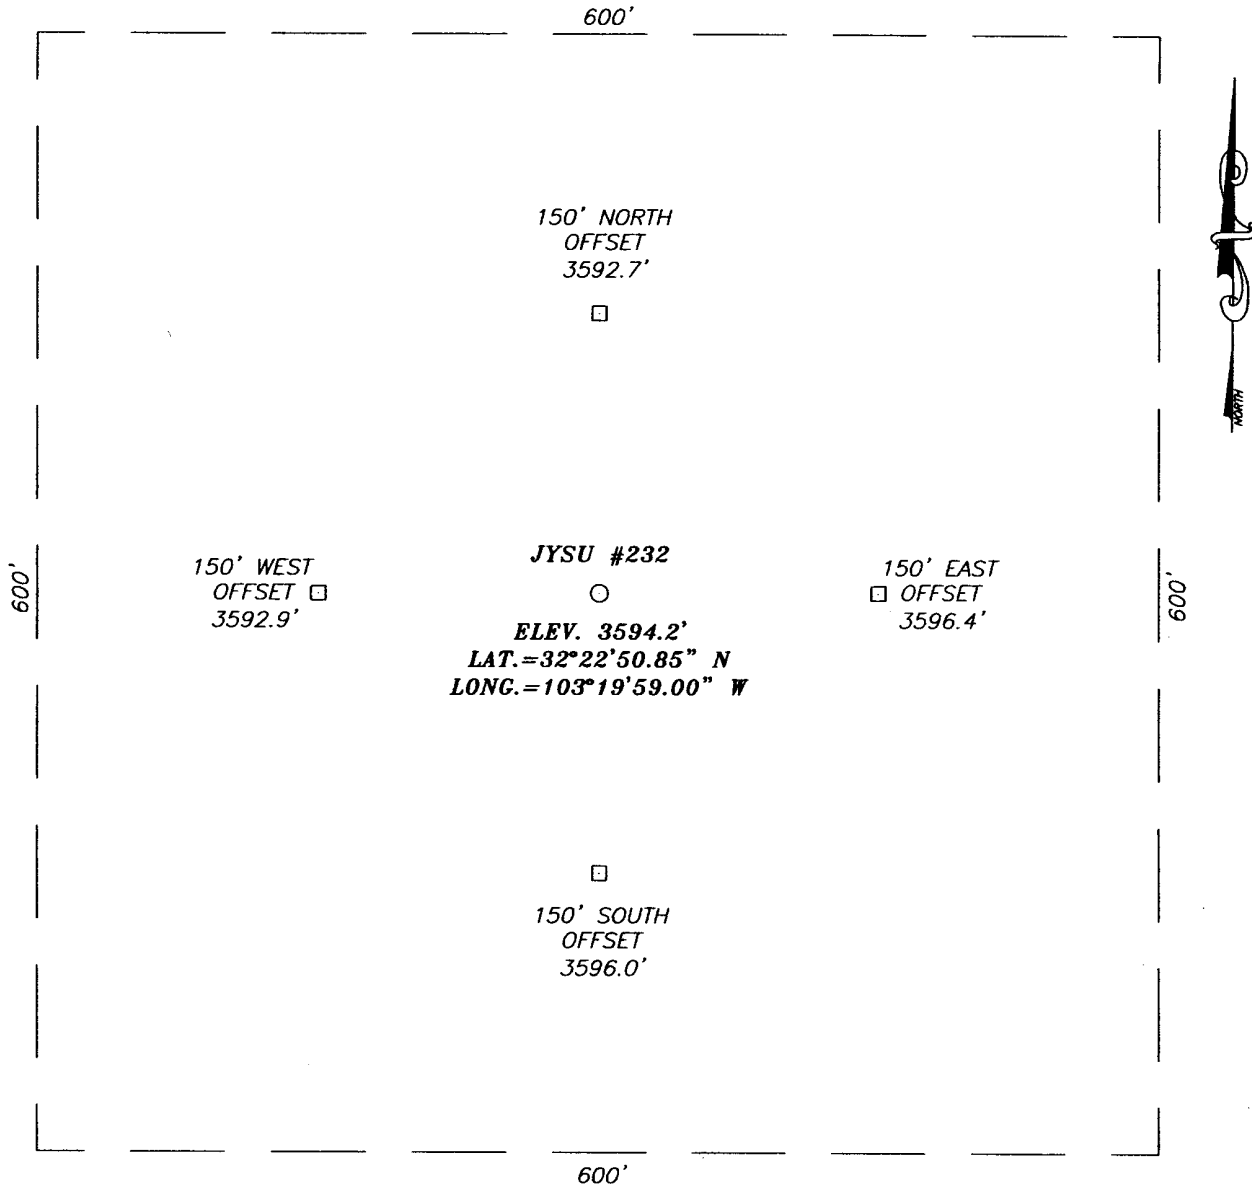 600'
150' NORTH
OFFSET
3592.7'
NORTH
600'
150' WEST
OFFSET
3592.9'
JYSU #232
ELEV. 3594.2'
LAT.=32°22'50.85" N
LONG.=103°19'59.00" W
150' EAST
OFFSET
3596.4'
600'
150' SOUTH
OFFSET
3596.0'
600'